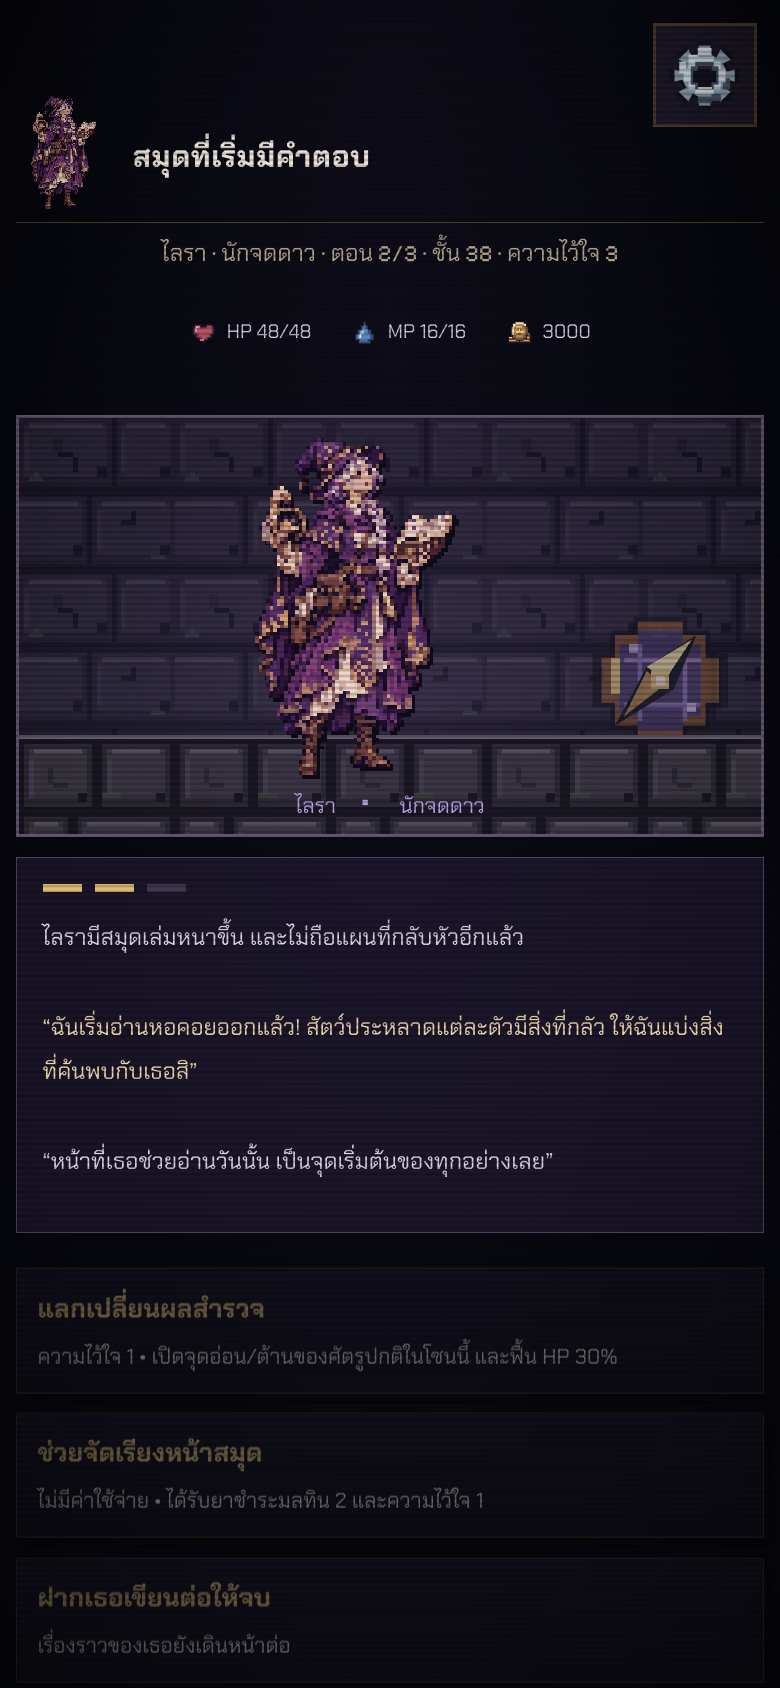 สมุดที่เริ่มมีคำตอบ
ไลรา · นักจดดาว · ตอน 2/3 · ชั้น 38 · ความไว้ใจ 3
HP 48/48 MP 16/16 3000
ไลรา · นักจดดาว
ไลรามีสมุดเล่มหนาขึ้น และไม่ถือแผนที่กลับหัวอีกแล้ว
“ฉันเริ่มอ่านหอคอยออกแล้ว! สัตว์ประหลาดแต่ละตัวมีสิ่งที่กลัว ให้ฉันแบ่งสิ่ง
ที่ค้นพบกับเธอสิ”
“หน้าที่เธอช่วยอ่านวันนั้น เป็นจุดเริ่มต้นของทุกอย่างเลย”
แลกเปลี่ยนผลสำรวจ
ความไว้ใจ 1 • เปิดจุดอ่อน/ต้านของศัตรูปกติในโซนนี้ และฟื้น HP 30%
ช่วยจัดเรียงหน้าสมุด
ไม่มีค่าใช้จ่าย • ได้รับยาชำระมลทิน 2 และความไว้ใจ 1
ฝากเธอเขียนต่อให้จบ
เรื่องราวของเธอยังเดินหน้าต่อ